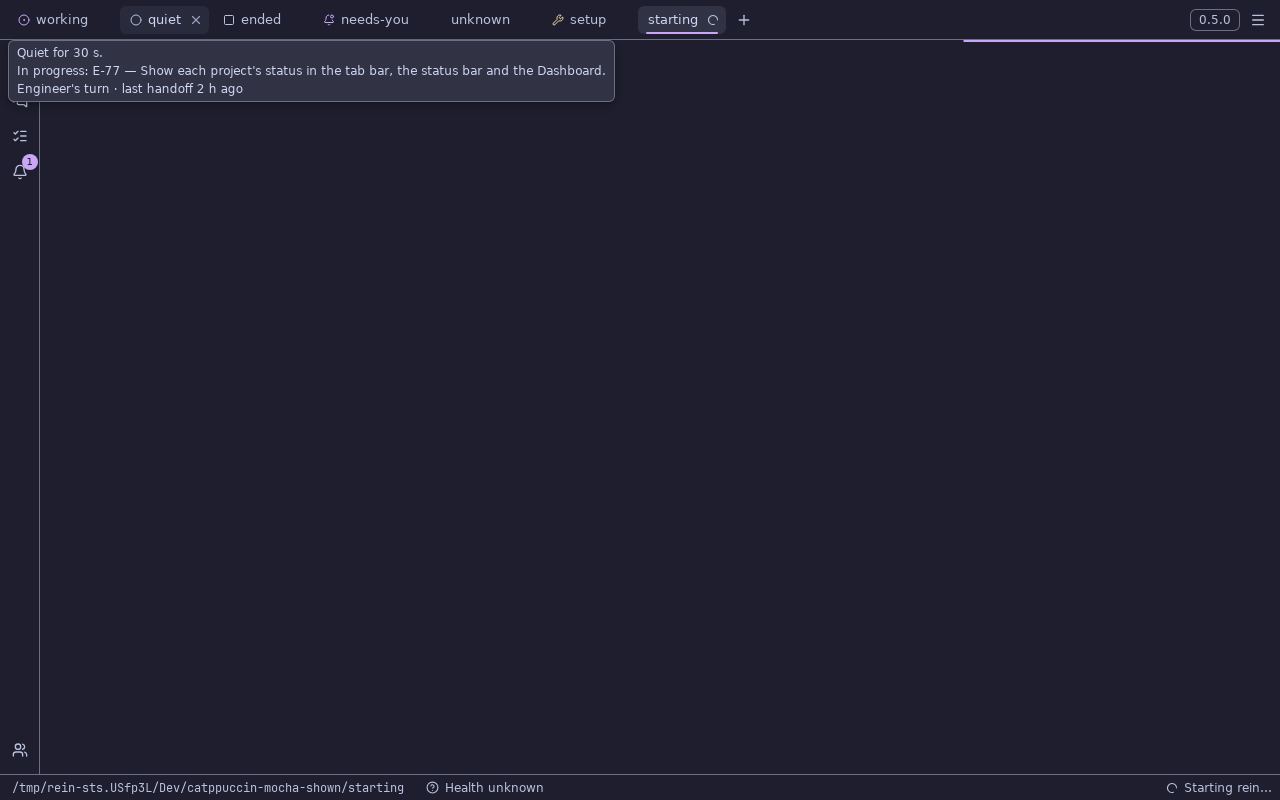 working
quiet
ended
needs-you
unknown
setup
starting
0.5.0
Quiet for 30 s.
In progress: E-77 — Show each project's status in the tab bar, the status bar and the Dashboard.
Engineer's turn · last handoff 2 h ago
1
/tmp/rein-sts.USfp3L/Dev/catppuccin-mocha-shown/starting
Health unknown
Starting rein…